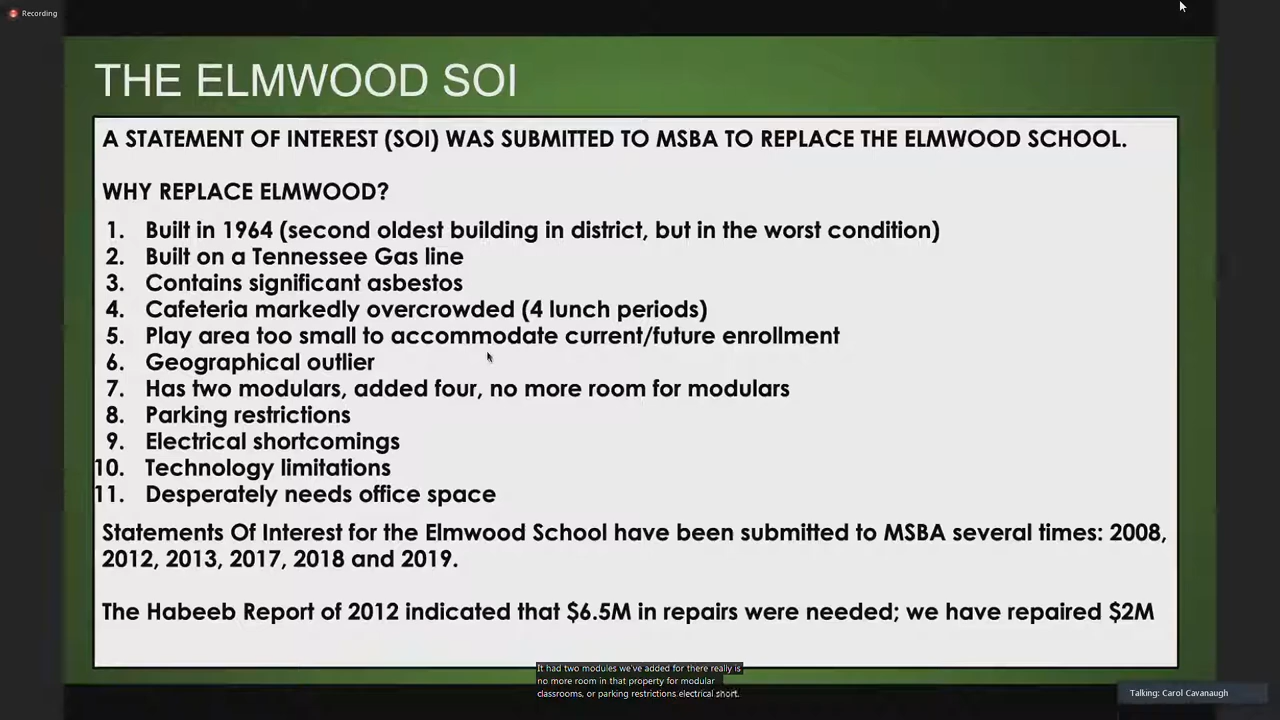 Recording
THE ELMWOOD SOI
A STATEMENT OF INTEREST (SOI) WAS SUBMITTED TO MSBA TO REPLACE THE ELMWOOD SCHOOL.
WHY REPLACE ELMWOOD?
1. Built in 1964 (second oldest building in district, but in the worst condition)
2. Built on a Tennessee Gas line
3. Contains significant asbestos
4. Cafeteria markedly overcrowded (4 lunch periods)
5. Play area too small to accommodate current/future enrollment
6. Geographical outlier
7. Has two modulars, added four, no more room for modulars
8. Parking restrictions
9. Electrical shortcomings
10. Technology limitations
11. Desperately needs office space
Statements Of Interest for the Elmwood School have been submitted to MSBA several times: 2008,
2012, 2013, 2017, 2018 and 2019.
The Habeeb Report of 2012 indicated that $6.5M in repairs were needed; we have repaired $2M
It had two modules we've added for there really is
no more room in that property for modular
classrooms, or parking restrictions electrical short.
Talking: Carol Cavanaugh